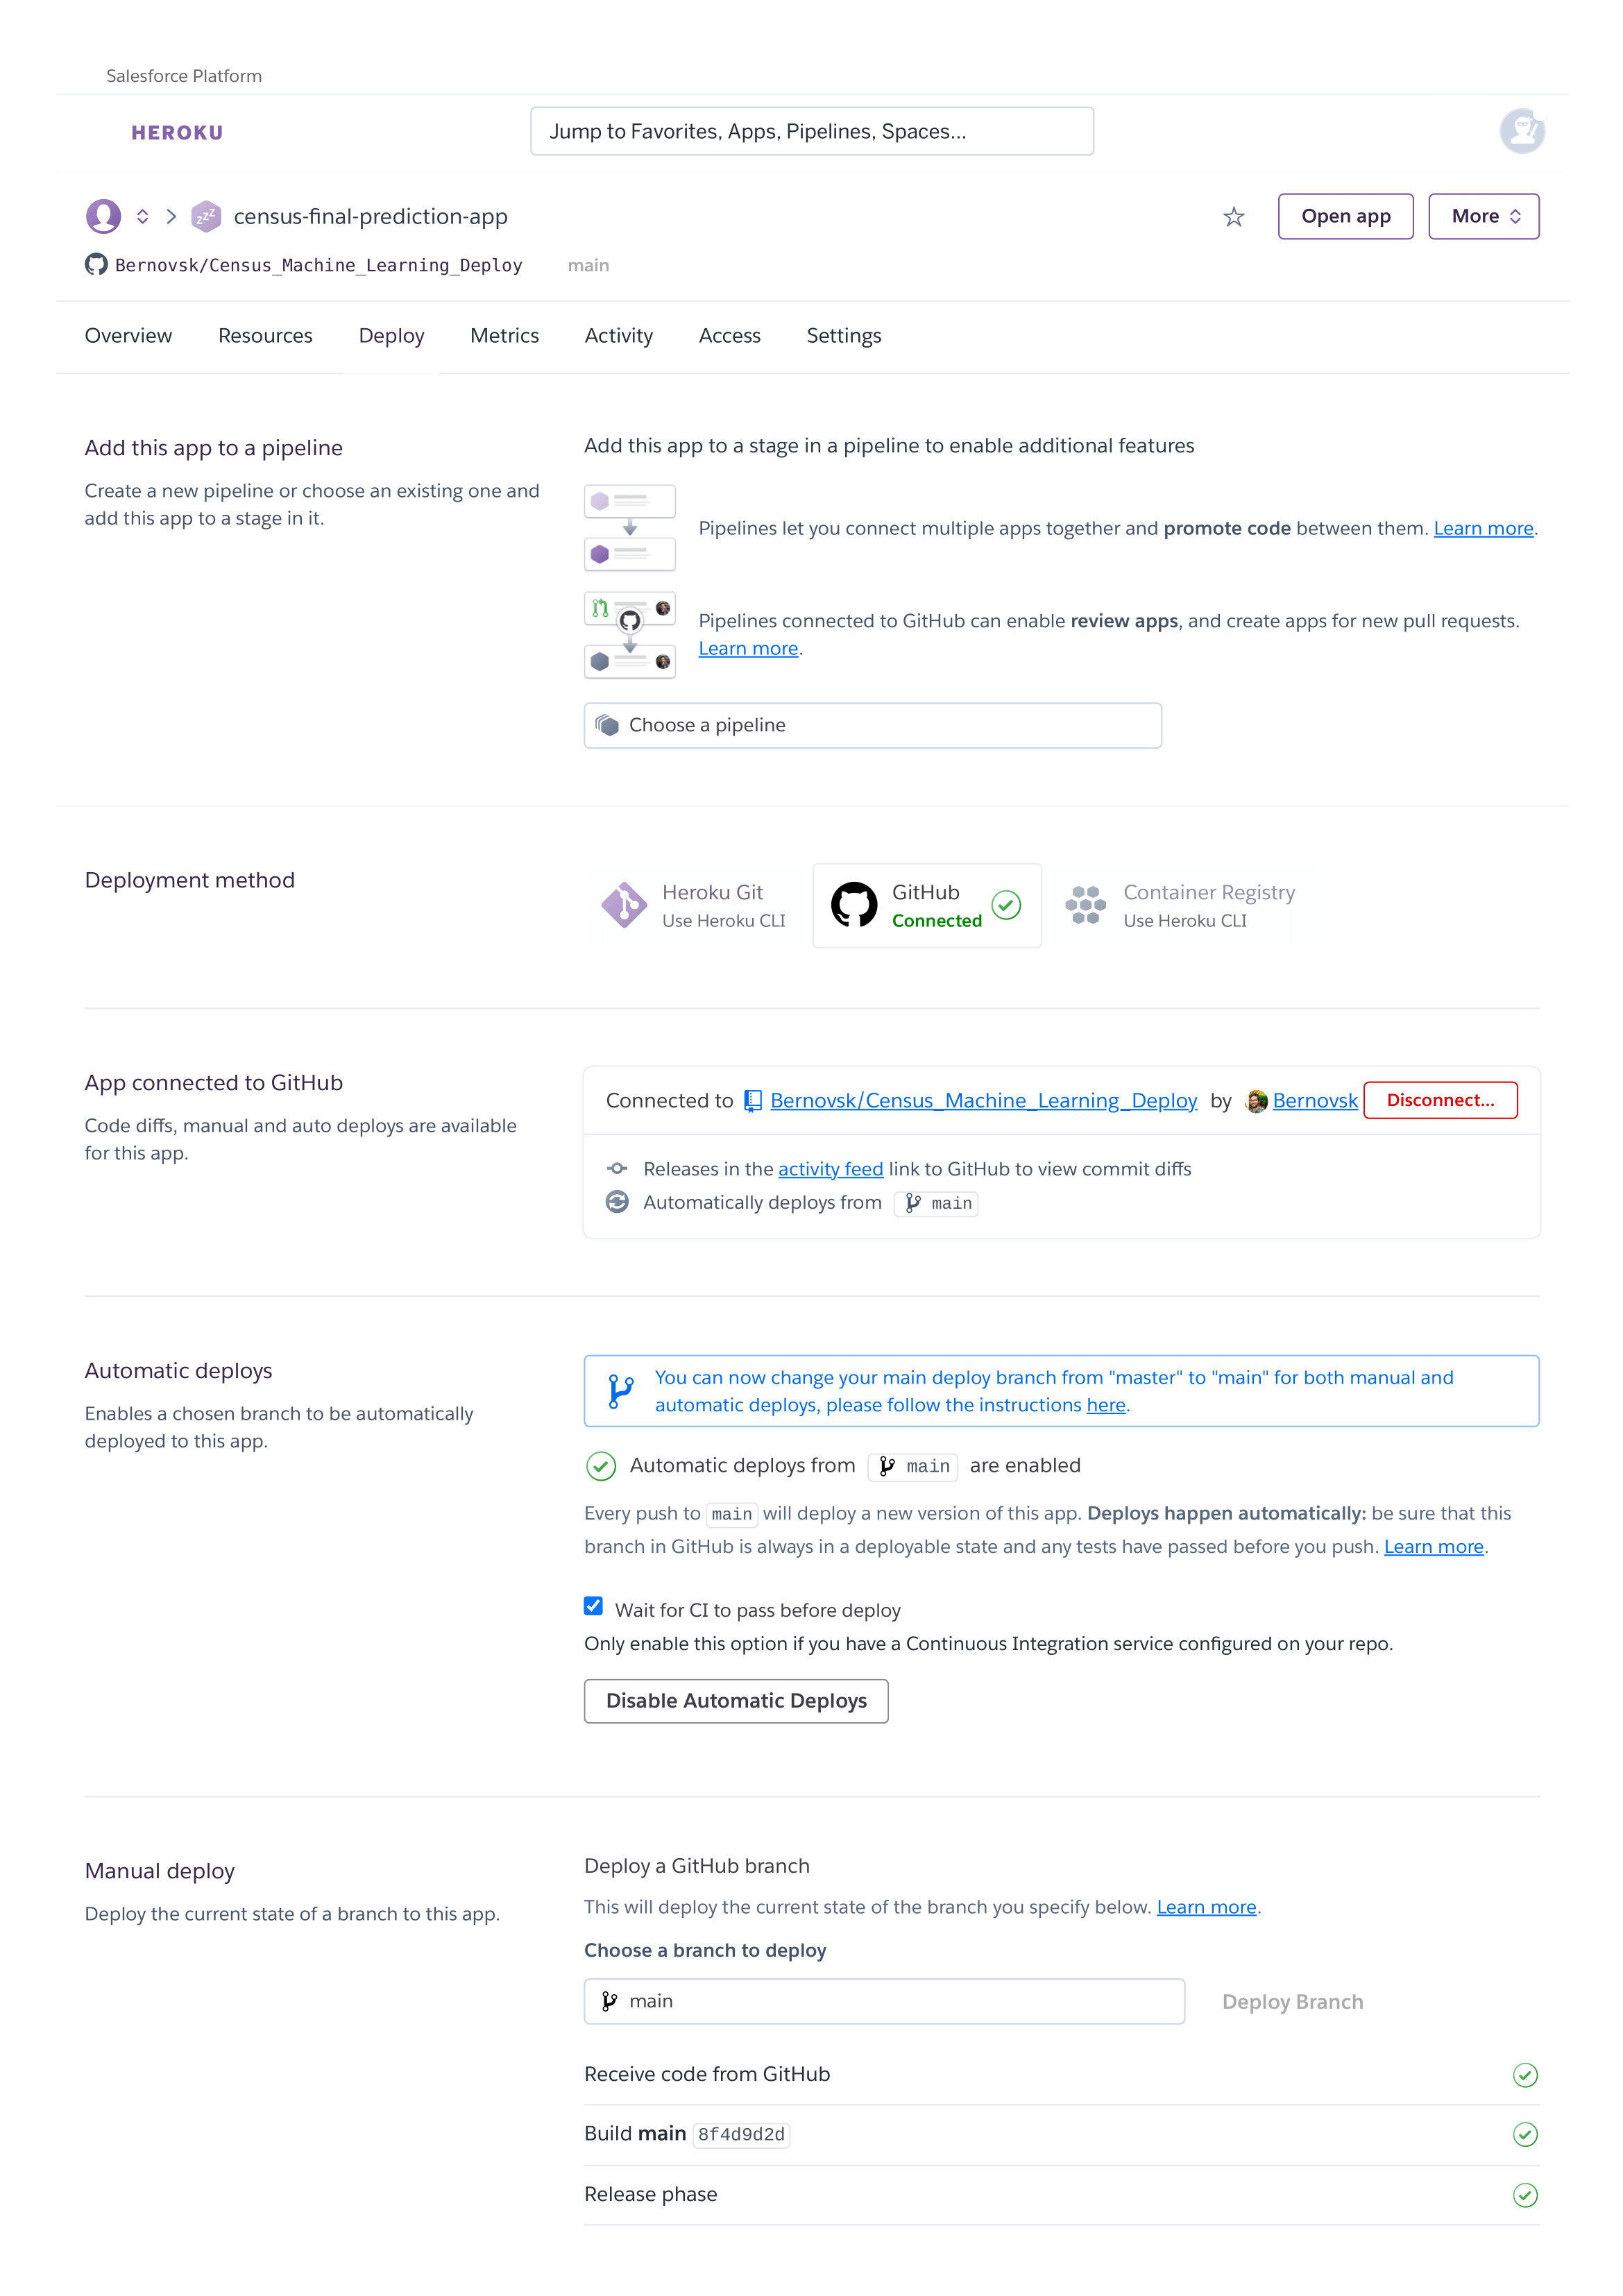 Salesforce Platform
HEROKU
Jump to Favorites, Apps, Pipelines, Spaces...
zzz
census-final-prediction-app
Open app
More
Bernovsk/Census_Machine_Learning_Deploy main
Overview Resources Deploy Metrics Activity Access Settings
Add this app to a pipeline
Create a new pipeline or choose an existing one and
add this app to a stage in it.
Add this app to a stage in a pipeline to enable additional features
Pipelines let you connect multiple apps together and promote code between them. Learn more.
Pipelines connected to GitHub can enable review apps, and create apps for new pull requests.
Learn more.
Choose a pipeline
Deployment method
Heroku Git
Use Heroku CLI
GitHub
Connected
Container Registry
Use Heroku CLI
App connected to GitHub
Code diffs, manual and auto deploys are available
for this app.
Connected to Bernovsk/Census_Machine_Learning_Deploy by Bernovsk Disconnect...
Releases in the activity feed link to GitHub to view commit diffs
Automatically deploys from main
Automatic deploys
Enables a chosen branch to be automatically
deployed to this app.
You can now change your main deploy branch from "master" to "main" for both manual and
automatic deploys, please follow the instructions here.
Automatic deploys from main are enabled
Every push to main will deploy a new version of this app. Deploys happen automatically: be sure that this
branch in GitHub is always in a deployable state and any tests have passed before you push. Learn more.
Wait for CI to pass before deploy
Only enable this option if you have a Continuous Integration service configured on your repo.
Disable Automatic Deploys
Manual deploy
Deploy the current state of a branch to this app.
Deploy a GitHub branch
This will deploy the current state of the branch you specify below. Learn more.
Choose a branch to deploy
main
Deploy Branch
Receive code from GitHub
Build main 8f4d9d2d
Release phase